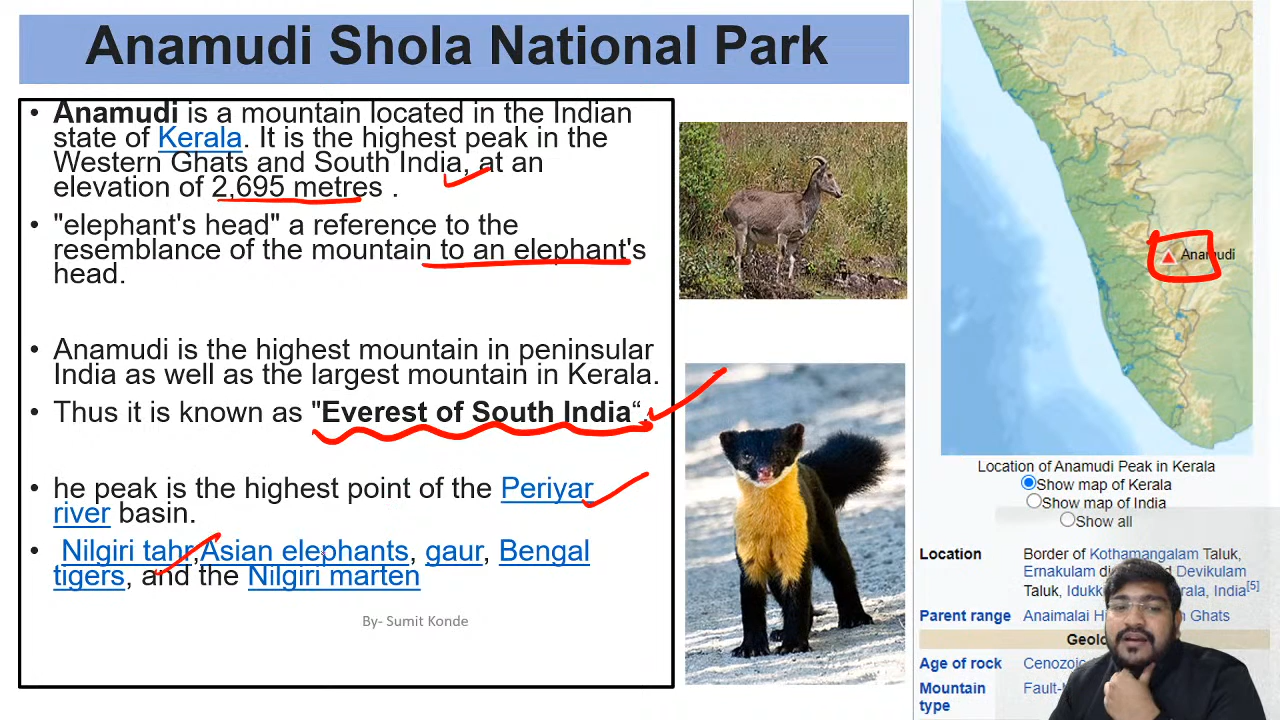 Anamudi Shola National Park
• Anamudi is a mountain located in the Indian
state of Kerala. It is the highest peak in the
Western Ghats and South India, at an
elevation of 2,695 metres .
• "elephant's head" a reference to the
resemblance of the mountain to an elephant's
head.
• Anamudi is the highest mountain in peninsular
India as well as the largest mountain in Kerala.
• Thus it is known as "Everest of South India“.
• he peak is the highest point of the Periyar
river basin.
• Nilgiri tahr,Asian elephants, gaur, Bengal
tigers, and the Nilgiri marten
By- Sumit Konde
Anamudi
Location of Anamudi Peak in Kerala
Show map of Kerala
Show map of India
Show all
Location
Border of Kothamangalam Taluk,
Ernakulam Devikulam
Taluk, India[5]
Parent range
Anaimalai Ghats
Age of rock
Mountain
type